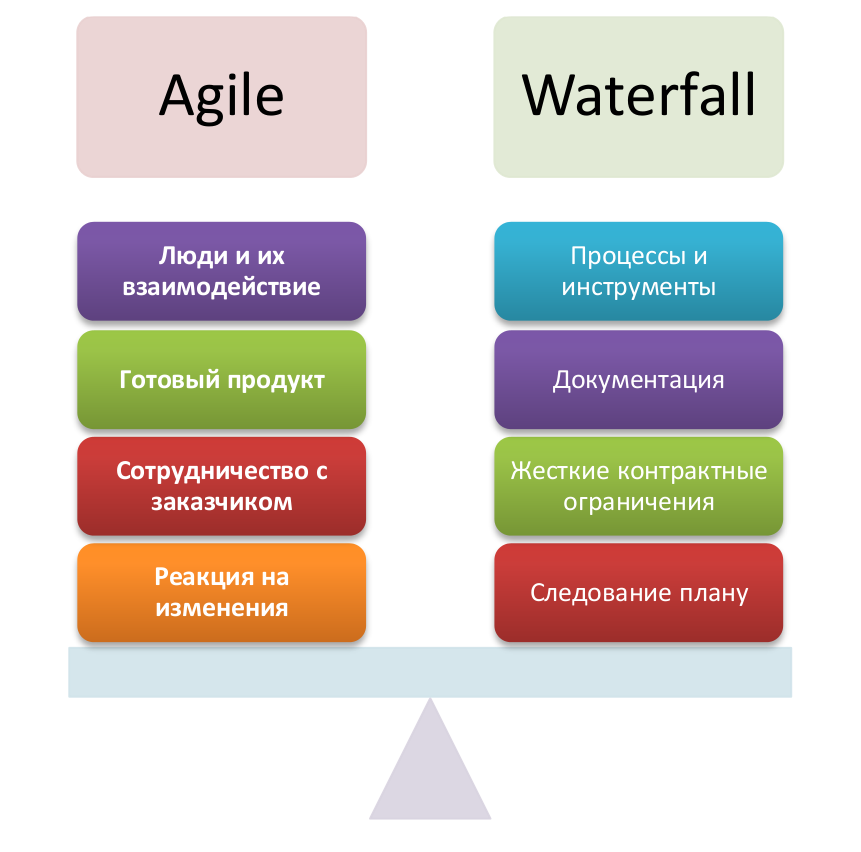 Agile
Waterfall
Люди и их
взаимодействие
Процессы и
инструменты
Готовый продукт
Документация
Сотрудничество с
заказчиком
Жесткие контрактные
ограничения
Реакция на
изменения
Следование плану